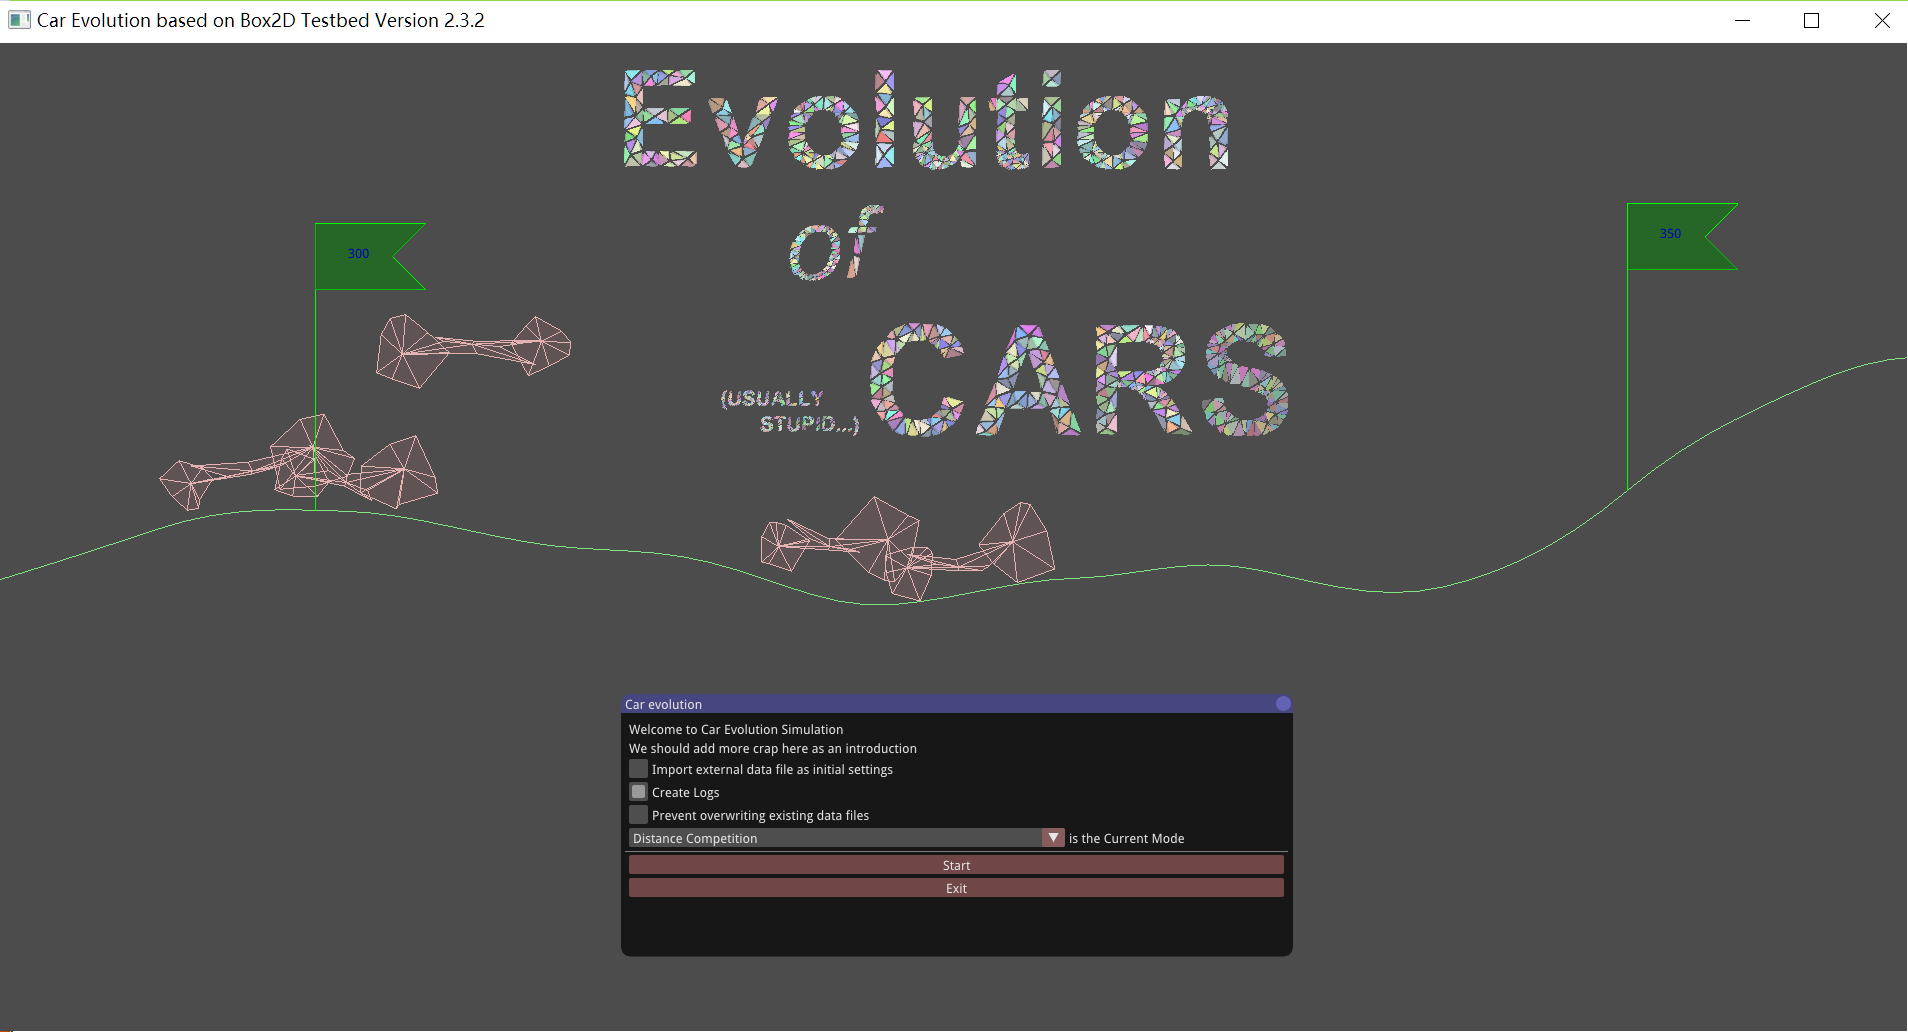 Car Evolution based on Box2D Testbed Version 2.3.2
Evolution
of
CARS
(USUALLY
STUPID...)
300
350
Car evolution
Welcome to Car Evolution Simulation
We should add more crap here as an introduction
Import external data file as initial settings
Create Logs
Prevent overwriting existing data files
Distance Competition is the Current Mode
Start
Exit